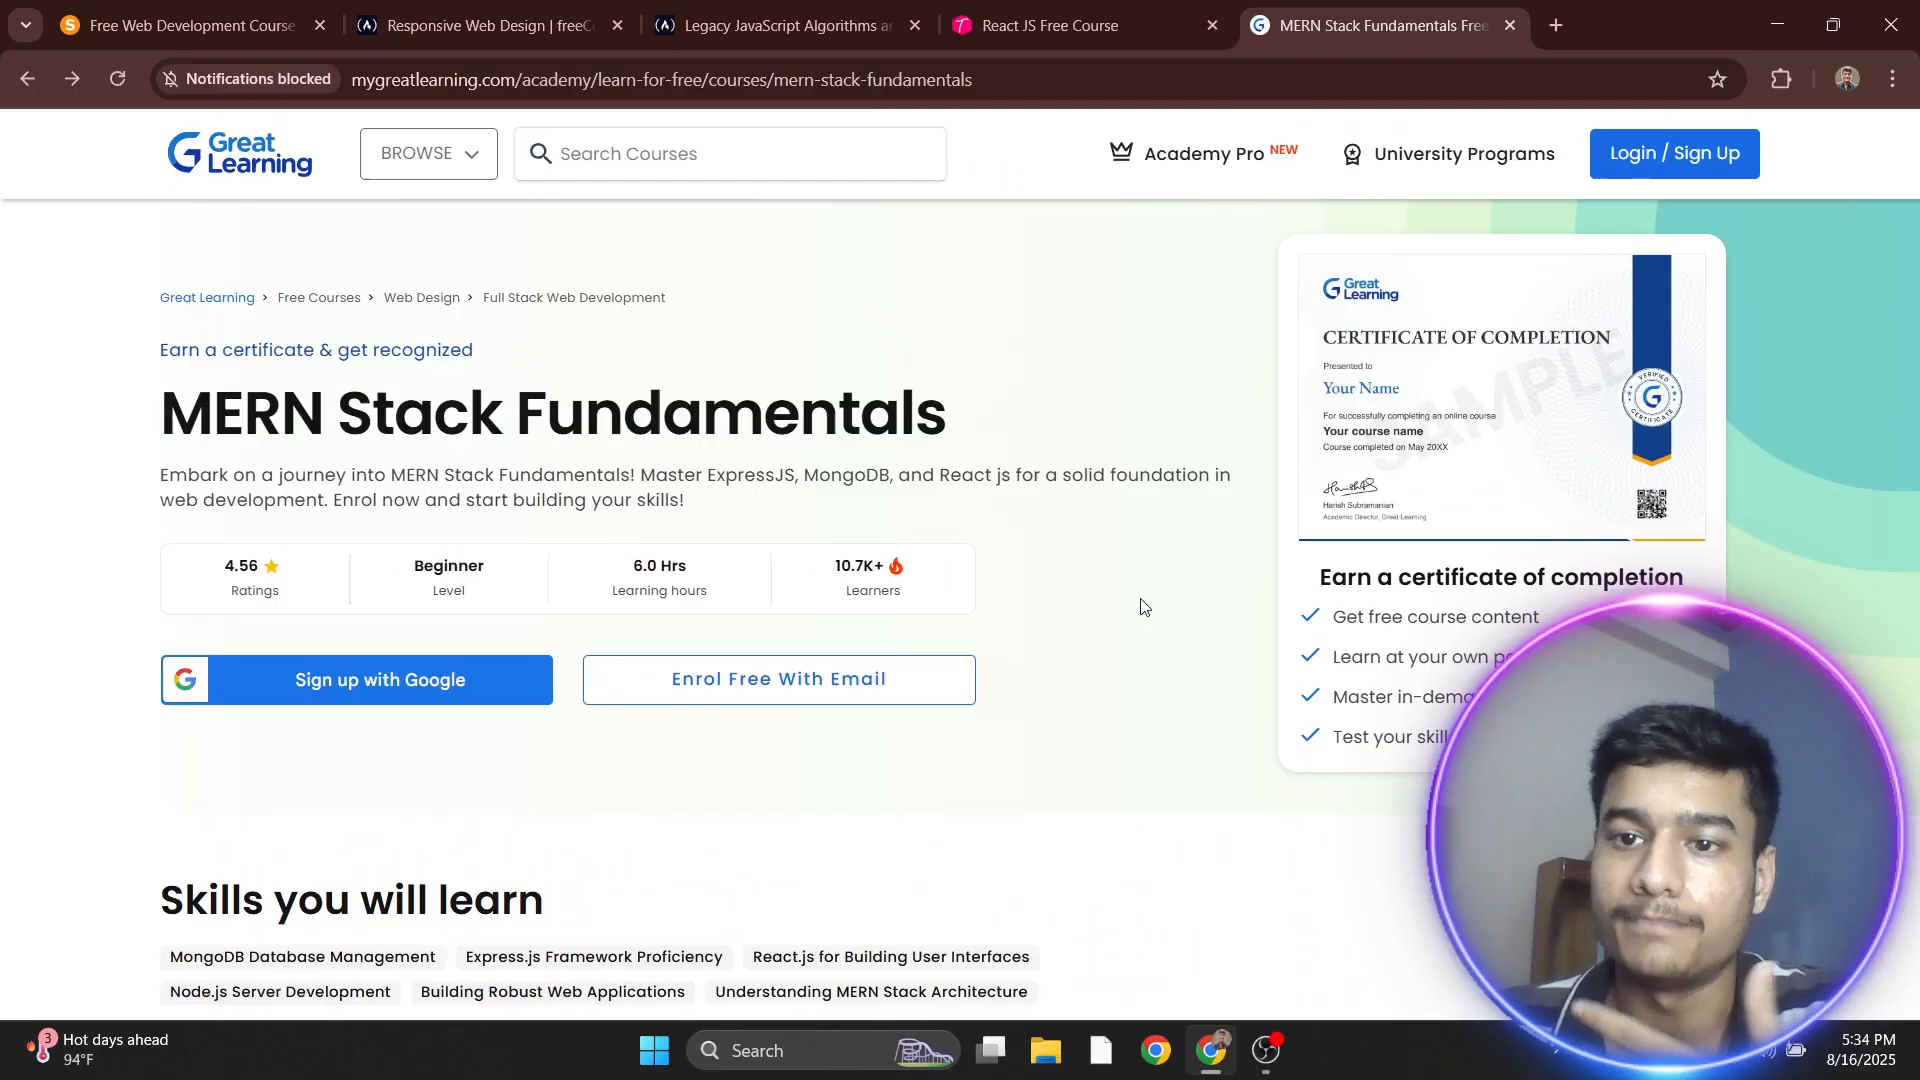 Free Web Development Course
Responsive Web Design | freeC
Legacy JavaScript Algorithms a
React JS Free Course
MERN Stack Fundamentals Free
Notifications blocked
mygreatlearning.com/academy/learn-for-free/courses/mern-stack-fundamentals
Great
Learning
BROWSE
Search Courses
Academy Pro NEW
University Programs
Login / Sign Up
Great Learning > Free Courses > Web Design > Full Stack Web Development
Earn a certificate & get recognized
MERN Stack Fundamentals
Embark on a journey into MERN Stack Fundamentals! Master ExpressJS, MongoDB, and React js for a solid foundation in
web development. Enrol now and start building your skills!
4.56
Ratings
Beginner
Level
6.0 Hrs
Learning hours
10.7K+
Learners
Sign up with Google
Enrol Free With Email
Great
Learning
CERTIFICATE OF COMPLETION
Presented to
Your Name
For successfully completing an online course
Your course name
Course completed on May 20XX
Harish Subramanian
Academic Director, Great Learning
SAMPLE
VERIFIED
CERTIFICATE
Earn a certificate of completion
Get free course content
Learn at your own
Master in-dema
Test your skill
Skills you will learn
MongoDB Database Management
Express.js Framework Proficiency
React.js for Building User Interfaces
Node.js Server Development
Building Robust Web Applications
Understanding MERN Stack Architecture
3
Hot days ahead
94°F
Search
5:34 PM
8/16/2025